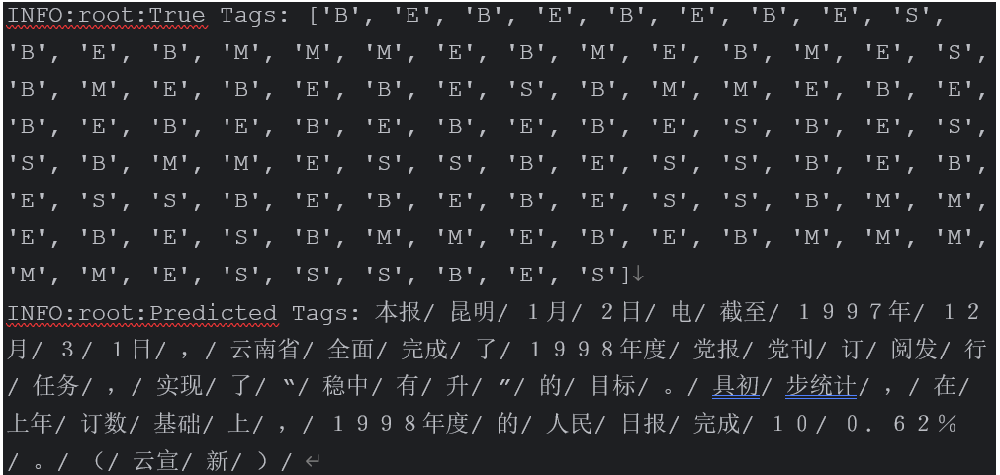 INFO:root:True Tags: ['B', 'E', 'B', 'E', 'B', 'E', 'B', 'E', 'S',
'B', 'E', 'B', 'M', 'M', 'M', 'E', 'B', 'M', 'E', 'B', 'M', 'E', 'S',
'B', 'M', 'E', 'B', 'E', 'B', 'E', 'S', 'B', 'M', 'M', 'E', 'B', 'E',
'B', 'E', 'B', 'E', 'B', 'E', 'B', 'E', 'B', 'E', 'S', 'B', 'E', 'S',
'S', 'B', 'M', 'M', 'E', 'S', 'S', 'B', 'E', 'S', 'S', 'B', 'E', 'B',
'E', 'S', 'S', 'B', 'E', 'B', 'E', 'B', 'E', 'S', 'S', 'B', 'M', 'M',
'E', 'B', 'E', 'S', 'B', 'M', 'M', 'E', 'B', 'E', 'B', 'M', 'M', 'M',
'M', 'M', 'E', 'S', 'S', 'S', 'B', 'E', 'S']↓
INFO:root:Predicted Tags: 本报/ 昆明/ １月/ ２日/ 电/ 截至/ １９９７年/ １２
月/ ３/ １日/ ，/ 云南省/ 全面/ 完成/ 了/ １９９８年度/ 党报/ 党刊/ 订/ 阅发/ 行
/ 任务/ ，/ 实现/ 了/ “/ 稳中/ 有/ 升/ ”/ 的/ 目标/ 。/ 具初/ 步统计/ ，/ 在/
上年/ 订数/ 基础/ 上/ ，/ １９９８年度/ 的/ 人民/ 日报/ 完成/ １０/ ０．６２％
/ 。/ （/ 云宣/ 新/ ）/ ↵